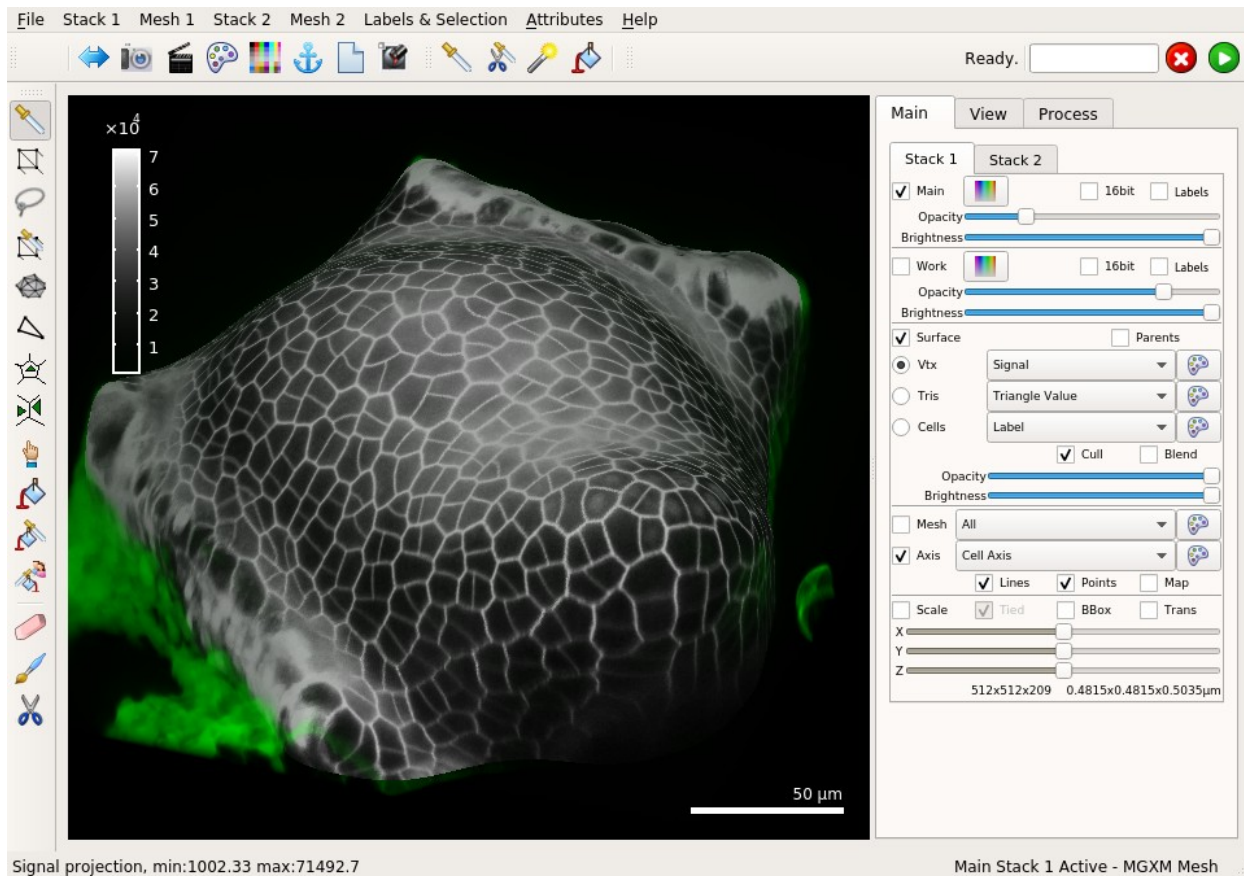 File Stack 1 Mesh 1 Stack 2 Mesh 2 Labels & Selection Attributes Help
Ready.
Main View Process
×10⁴
7
6
5
4
3
2
1
Stack 1 Stack 2
Main 16bit Labels
Opacity
Brightness
Work 16bit Labels
Opacity
Brightness
Surface Parents
Vtx Signal
Tris Triangle Value
Cells Label
Cull Blend
Opacity
Brightness
Mesh All
Axis Cell Axis
Lines Points Map
Scale Tied BBox Trans
X
Y
Z
512x512x209 0.4815x0.4815x0.5035µm
50 µm
Signal projection, min:1002.33 max:71492.7 Main Stack 1 Active - MGXM Mesh